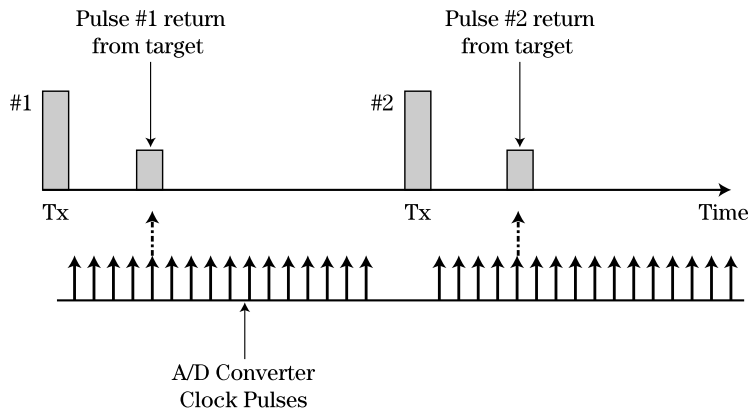 Pulse #1 return
from target
Pulse #2 return
from target
#1
#2
Tx
Tx
Time
A/D Converter
Clock Pulses